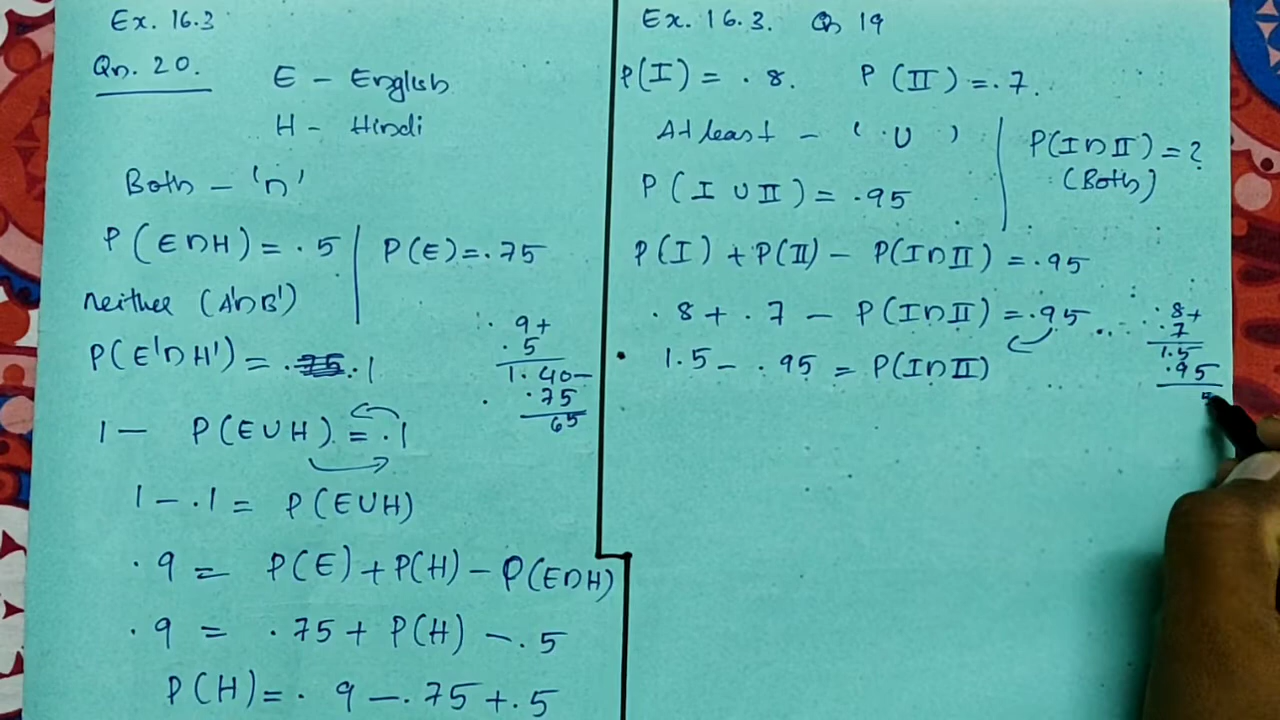 Ex. 16.3
Qn. 20.
E - English
H - Hindi
Both - '∩'
P(E∩H) = .5 | P(E) = .75
neither (A'∩B')
P(E'∩H') = .1
1 - P(E∪H) = .1
1 - .1 = P(E∪H)
.9 = P(E) + P(H) - P(E∩H)
.9 = .75 + P(H) - .5
P(H) = .9 - .75 + .5
.9+
.5
1.40-
.75
65
Ex. 16.3. Qn 19
P(I) = .8. P(II) = .7.
At least - '∪'
P(I∩II) = ?
(Both)
P(I∪II) = .95
P(I) + P(II) - P(I∩II) = .95
.8 + .7 - P(I∩II) = .95
1.5 - .95 = P(I∩II)
.8+
.7
1.5
.95
5